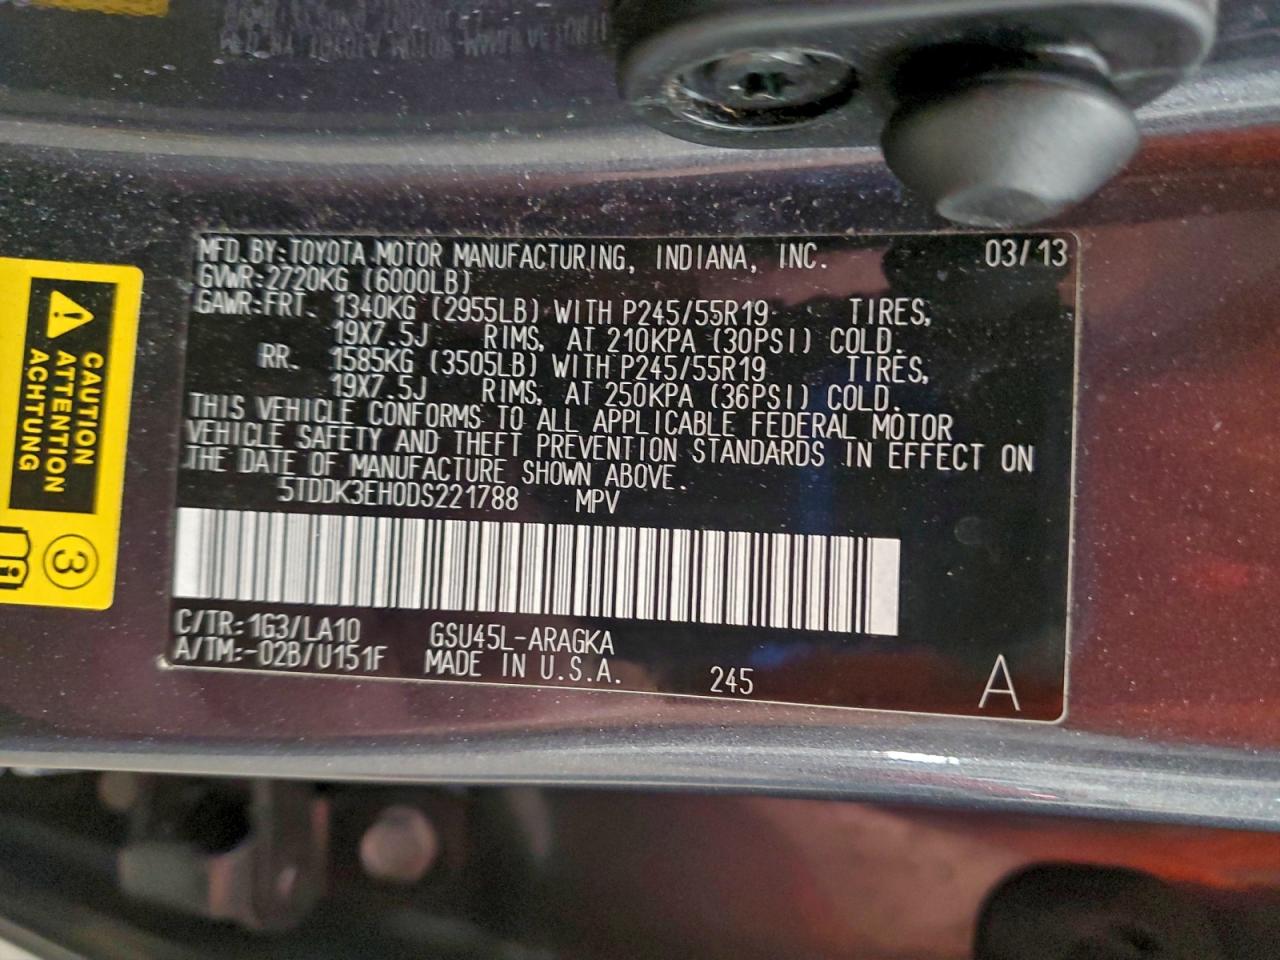 MFD.BY:TOYOTA MOTOR MANUFACTURING, INDIANA, INC. 03/13
GVWR:2720KG (6000LB)
GAWR:FRT. 1340KG (2955LB) WITH P245/55R19 TIRES,
19X7.5J RIMS, AT 210KPA (30PSI) COLD.
RR. 1585KG (3505LB) WITH P245/55R19 TIRES,
19X7.5J RIMS, AT 250KPA (36PSI) COLD.
THIS VEHICLE CONFORMS TO ALL APPLICABLE FEDERAL MOTOR
VEHICLE SAFETY AND THEFT PREVENTION STANDARDS IN EFFECT ON
THE DATE OF MANUFACTURE SHOWN ABOVE.
5TDDK3EH0DS221788 MPV
C/TR:1G3/LA10 GSU45L-ARAGKA
A/TM:-02B/U151F MADE IN U.S.A. 245 A
CAUTION
ATTENTION
ACHTUNG
3